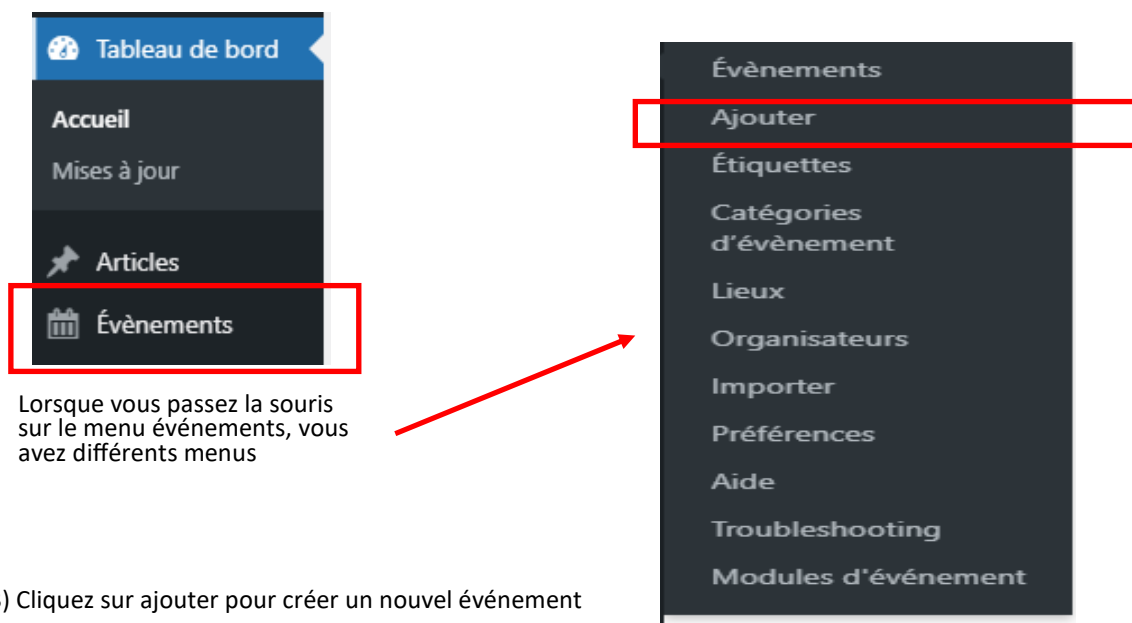 Tableau de bord
Accueil
Mises à jour
Articles
Évènements
Lorsque vous passez la souris
sur le menu événements, vous
avez différents menus
Évènements
Ajouter
Étiquettes
Catégories
d'évènement
Lieux
Organisateurs
Importer
Préférences
Aide
Troubleshooting
Modules d'événement
) Cliquez sur ajouter pour créer un nouvel événement